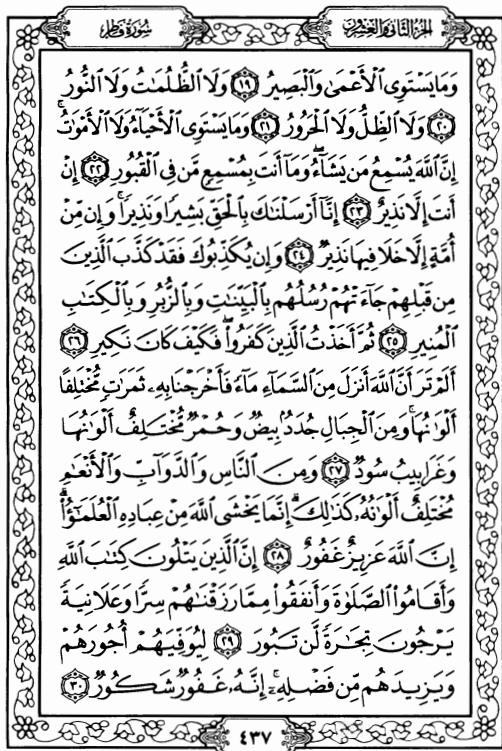 الجزء الثاني والعشرون
سورة فاطر
وَمَا يَسْتَوِي الْأَعْمَىٰ وَالْبَصِيرُ ١٩ وَلَا الظُّلُمَاتُ وَلَا النُّورُ
٢٠ وَلَا الظِّلُّ وَلَا الْحَرُورُ ٢١ وَمَا يَسْتَوِي الْأَحْيَاءُ وَلَا الْأَمْوَاتُ ۚ
إِنَّ اللَّهَ يُسْمِعُ مَن يَشَاءُ ۖ وَمَا أَنتَ بِمُسْمِعٍ مَّن فِي الْقُبُورِ ٢٢ إِنْ
أَنتَ إِلَّا نَذِيرٌ ٢٣ إِنَّا أَرْسَلْنَاكَ بِالْحَقِّ بَشِيرًا وَنَذِيرًا ۚ وَإِن مِّنْ
أُمَّةٍ إِلَّا خَلَا فِيهَا نَذِيرٌ ٢٤ وَإِن يُكَذِّبُوكَ فَقَدْ كَذَّبَ الَّذِينَ
مِن قَبْلِهِمْ جَاءَتْهُمْ رُسُلُهُم بِالْبَيِّنَاتِ وَبِالزُّبُرِ وَبِالْكِتَابِ
الْمُنِيرِ ٢٥ ثُمَّ أَخَذْتُ الَّذِينَ كَفَرُوا ۖ فَكَيْفَ كَانَ نَكِيرِ ٢٦
أَلَمْ تَرَ أَنَّ اللَّهَ أَنزَلَ مِنَ السَّمَاءِ مَاءً فَأَخْرَجْنَا بِهِ ثَمَرَاتٍ مُّخْتَلِفًا
أَلْوَانُهَا ۚ وَمِنَ الْجِبَالِ جُدَدٌ بِيضٌ وَحُمْرٌ مُّخْتَلِفٌ أَلْوَانُهَا
وَغَرَابِيبُ سُودٌ ٢٧ وَمِنَ النَّاسِ وَالدَّوَابِّ وَالْأَنْعَامِ
مُخْتَلِفٌ أَلْوَانُهُ كَذَٰلِكَ ۗ إِنَّمَا يَخْشَى اللَّهَ مِنْ عِبَادِهِ الْعُلَمَاءُ ۗ
إِنَّ اللَّهَ عَزِيزٌ غَفُورٌ ٢٨ إِنَّ الَّذِينَ يَتْلُونَ كِتَابَ اللَّهِ
وَأَقَامُوا الصَّلَاةَ وَأَنفَقُوا مِمَّا رَزَقْنَاهُمْ سِرًّا وَعَلَانِيَةً
يَرْجُونَ تِجَارَةً لَّن تَبُورَ ٢٩ لِيُوَفِّيَهُمْ أُجُورَهُمْ
وَيَزِيدَهُم مِّن فَضْلِهِ ۚ إِنَّهُ غَفُورٌ شَكُورٌ ٣٠
٤٣٧